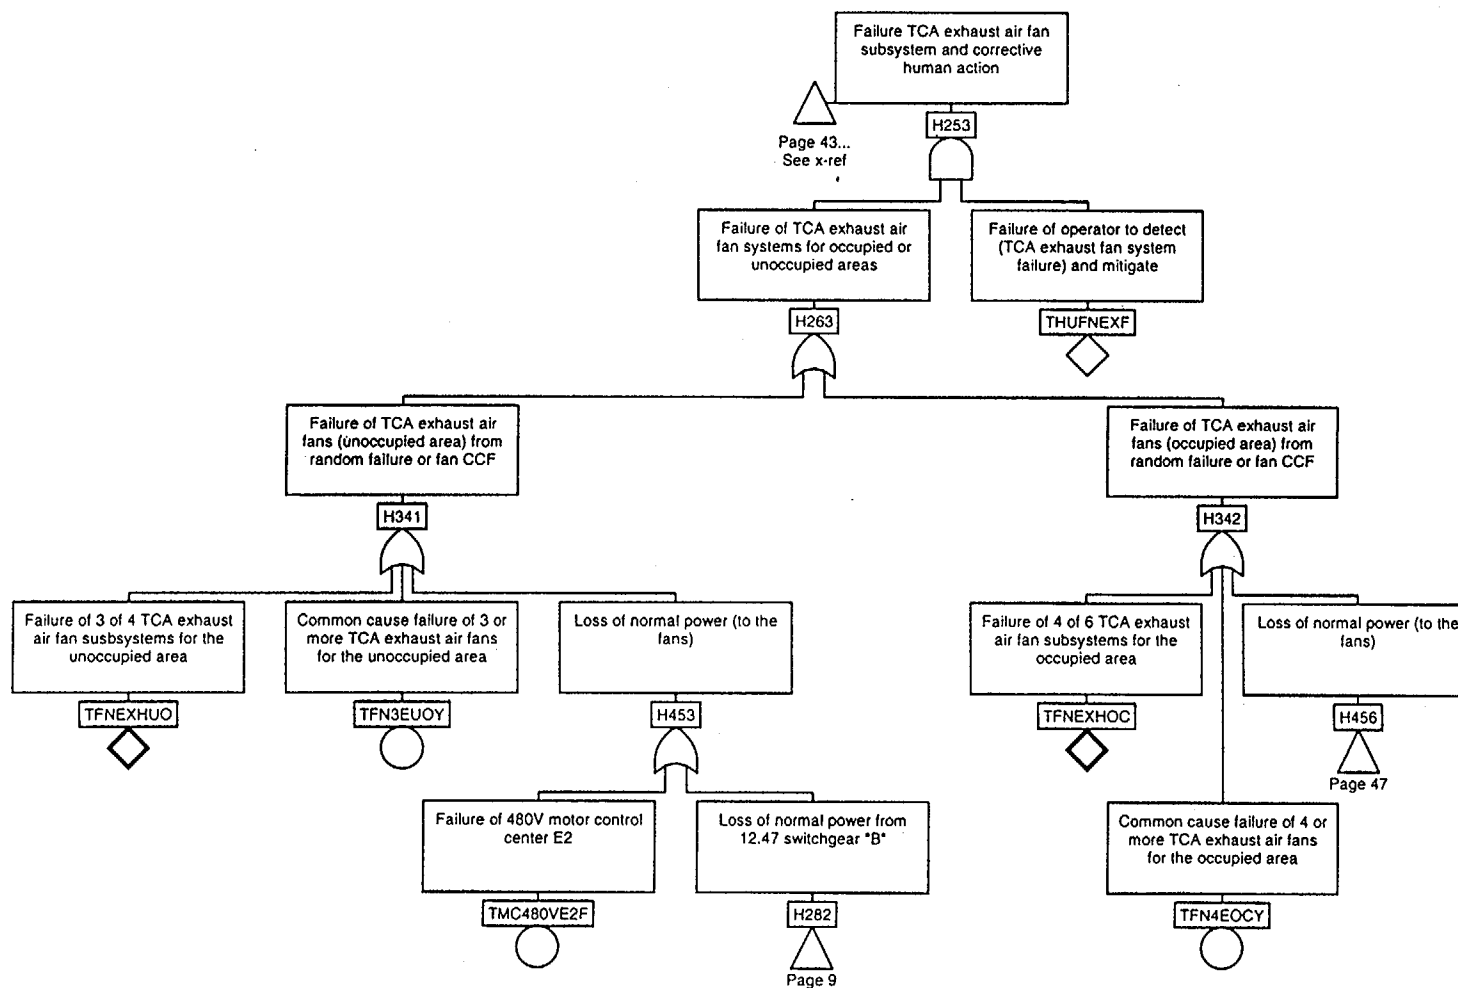 Failure TCA exhaust air fan
subsystem and corrective
human action
Page 43...
See x-ref
H253
Failure of TCA exhaust air
fan systems for occupied or
unoccupied areas
H263
Failure of operator to detect
(TCA exhaust fan system
failure) and mitigate
THUFNEXF
Failure of TCA exhaust air
fans (unoccupied area) from
random failure or fan CCF
H341
Failure of TCA exhaust air
fans (occupied area) from
random failure or fan CCF
H342
Failure of 3 of 4 TCA exhaust
air fan susbsystems for the
unoccupied area
TFNEXHUO
Common cause failure of 3 or
more TCA exhaust air fans
for the unoccupied area
TFN3EUOY
Loss of normal power (to the
fans)
H453
Failure of 4 of 6 TCA exhaust
air fan subsystems for the
occupied area
TFNEXHOC
Loss of normal power (to the
fans)
H456
Page 47
Failure of 480V motor control
center E2
TMC480VE2F
Loss of normal power from
12.47 switchgear "B"
H282
Page 9
Common cause failure of 4 or
more TCA exhaust air fans
for the occupied area
TFN4EOCY